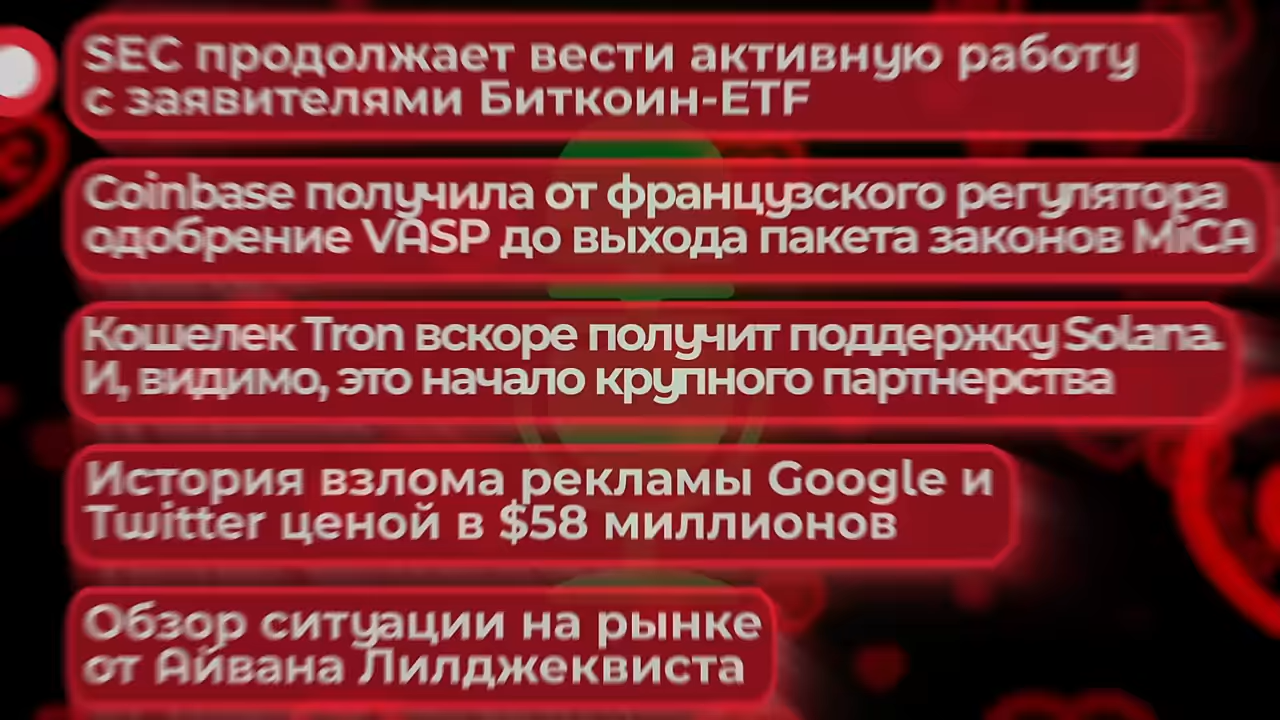 SEC продолжает вести активную работу
с заявителями Биткоин-ETF
Coinbase получила от французского регулятора
одобрение VASP до выхода пакета законов MiCA
Кошелек Tron вскоре получит поддержку Solana.
И, видимо, это начало крупного партнерства
История взлома рекламы Google и
Twitter ценой в $58 миллионов
Обзор ситуации на рынке
от Айвана Лилджеквиста